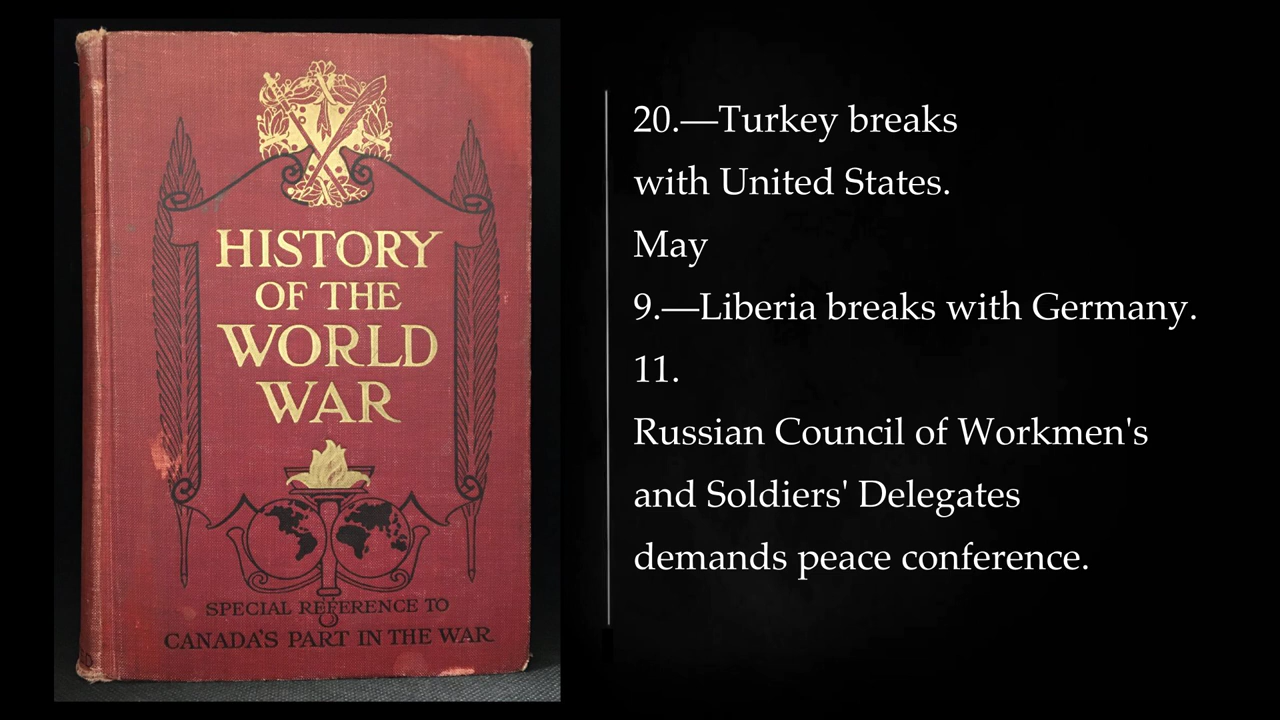 HISTORY
OF THE
WORLD
WAR
SPECIAL REFERENCE TO
CANADA'S PART IN THE WAR
20.—Turkey breaks
with United States.
May
9.—Liberia breaks with Germany.
11.
Russian Council of Workmen's
and Soldiers' Delegates
demands peace conference.